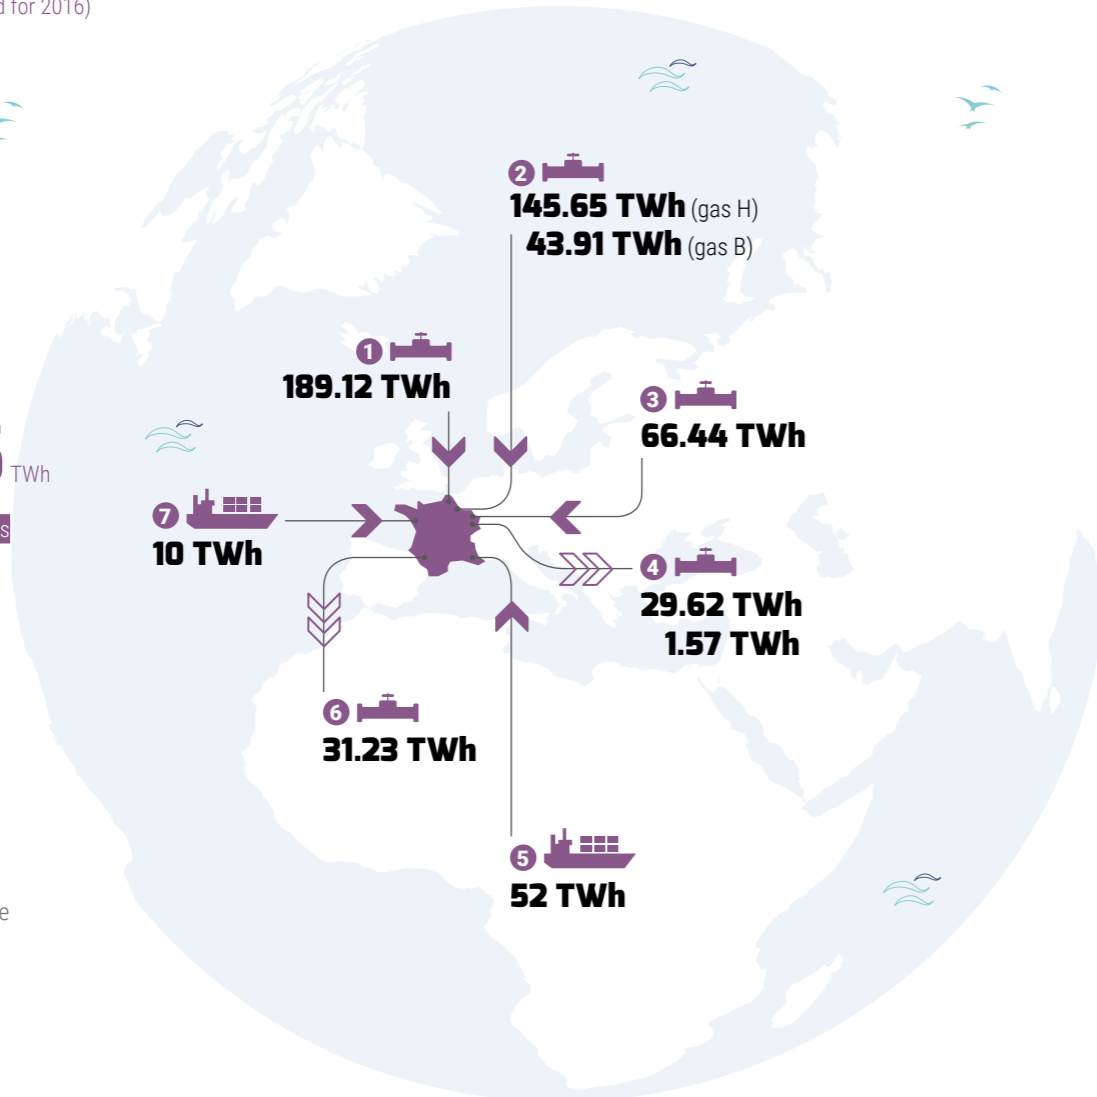 for 2016)
2
145.65 TWh (gas H)
43.91 TWh (gas B)
1
189.12 TWh
3
66.44 TWh
TWh
7
10 TWh
4
29.62 TWh
1.57 TWh
6
31.23 TWh
5
52 TWh